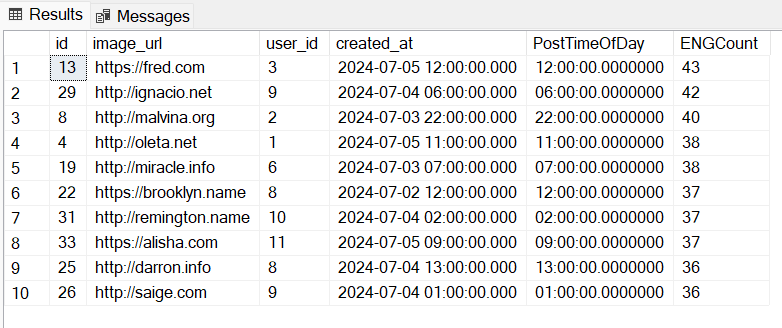 Results Messages
id image_url user_id created_at PostTimeOfDay ENGCount
1 13 https://fred.com 3 2024-07-05 12:00:00.000 12:00:00.0000000 43
2 29 http://ignacio.net 9 2024-07-04 06:00:00.000 06:00:00.0000000 42
3 8 http://malvina.org 2 2024-07-03 22:00:00.000 22:00:00.0000000 40
4 4 http://oleta.net 1 2024-07-05 11:00:00.000 11:00:00.0000000 38
5 19 http://miracle.info 6 2024-07-03 07:00:00.000 07:00:00.0000000 38
6 22 https://brooklyn.name 8 2024-07-02 12:00:00.000 12:00:00.0000000 37
7 31 http://remington.name 10 2024-07-04 02:00:00.000 02:00:00.0000000 37
8 33 https://alisha.com 11 2024-07-05 09:00:00.000 09:00:00.0000000 37
9 25 http://darron.info 8 2024-07-04 13:00:00.000 13:00:00.0000000 36
10 26 http://saige.com 9 2024-07-04 01:00:00.000 01:00:00.0000000 36